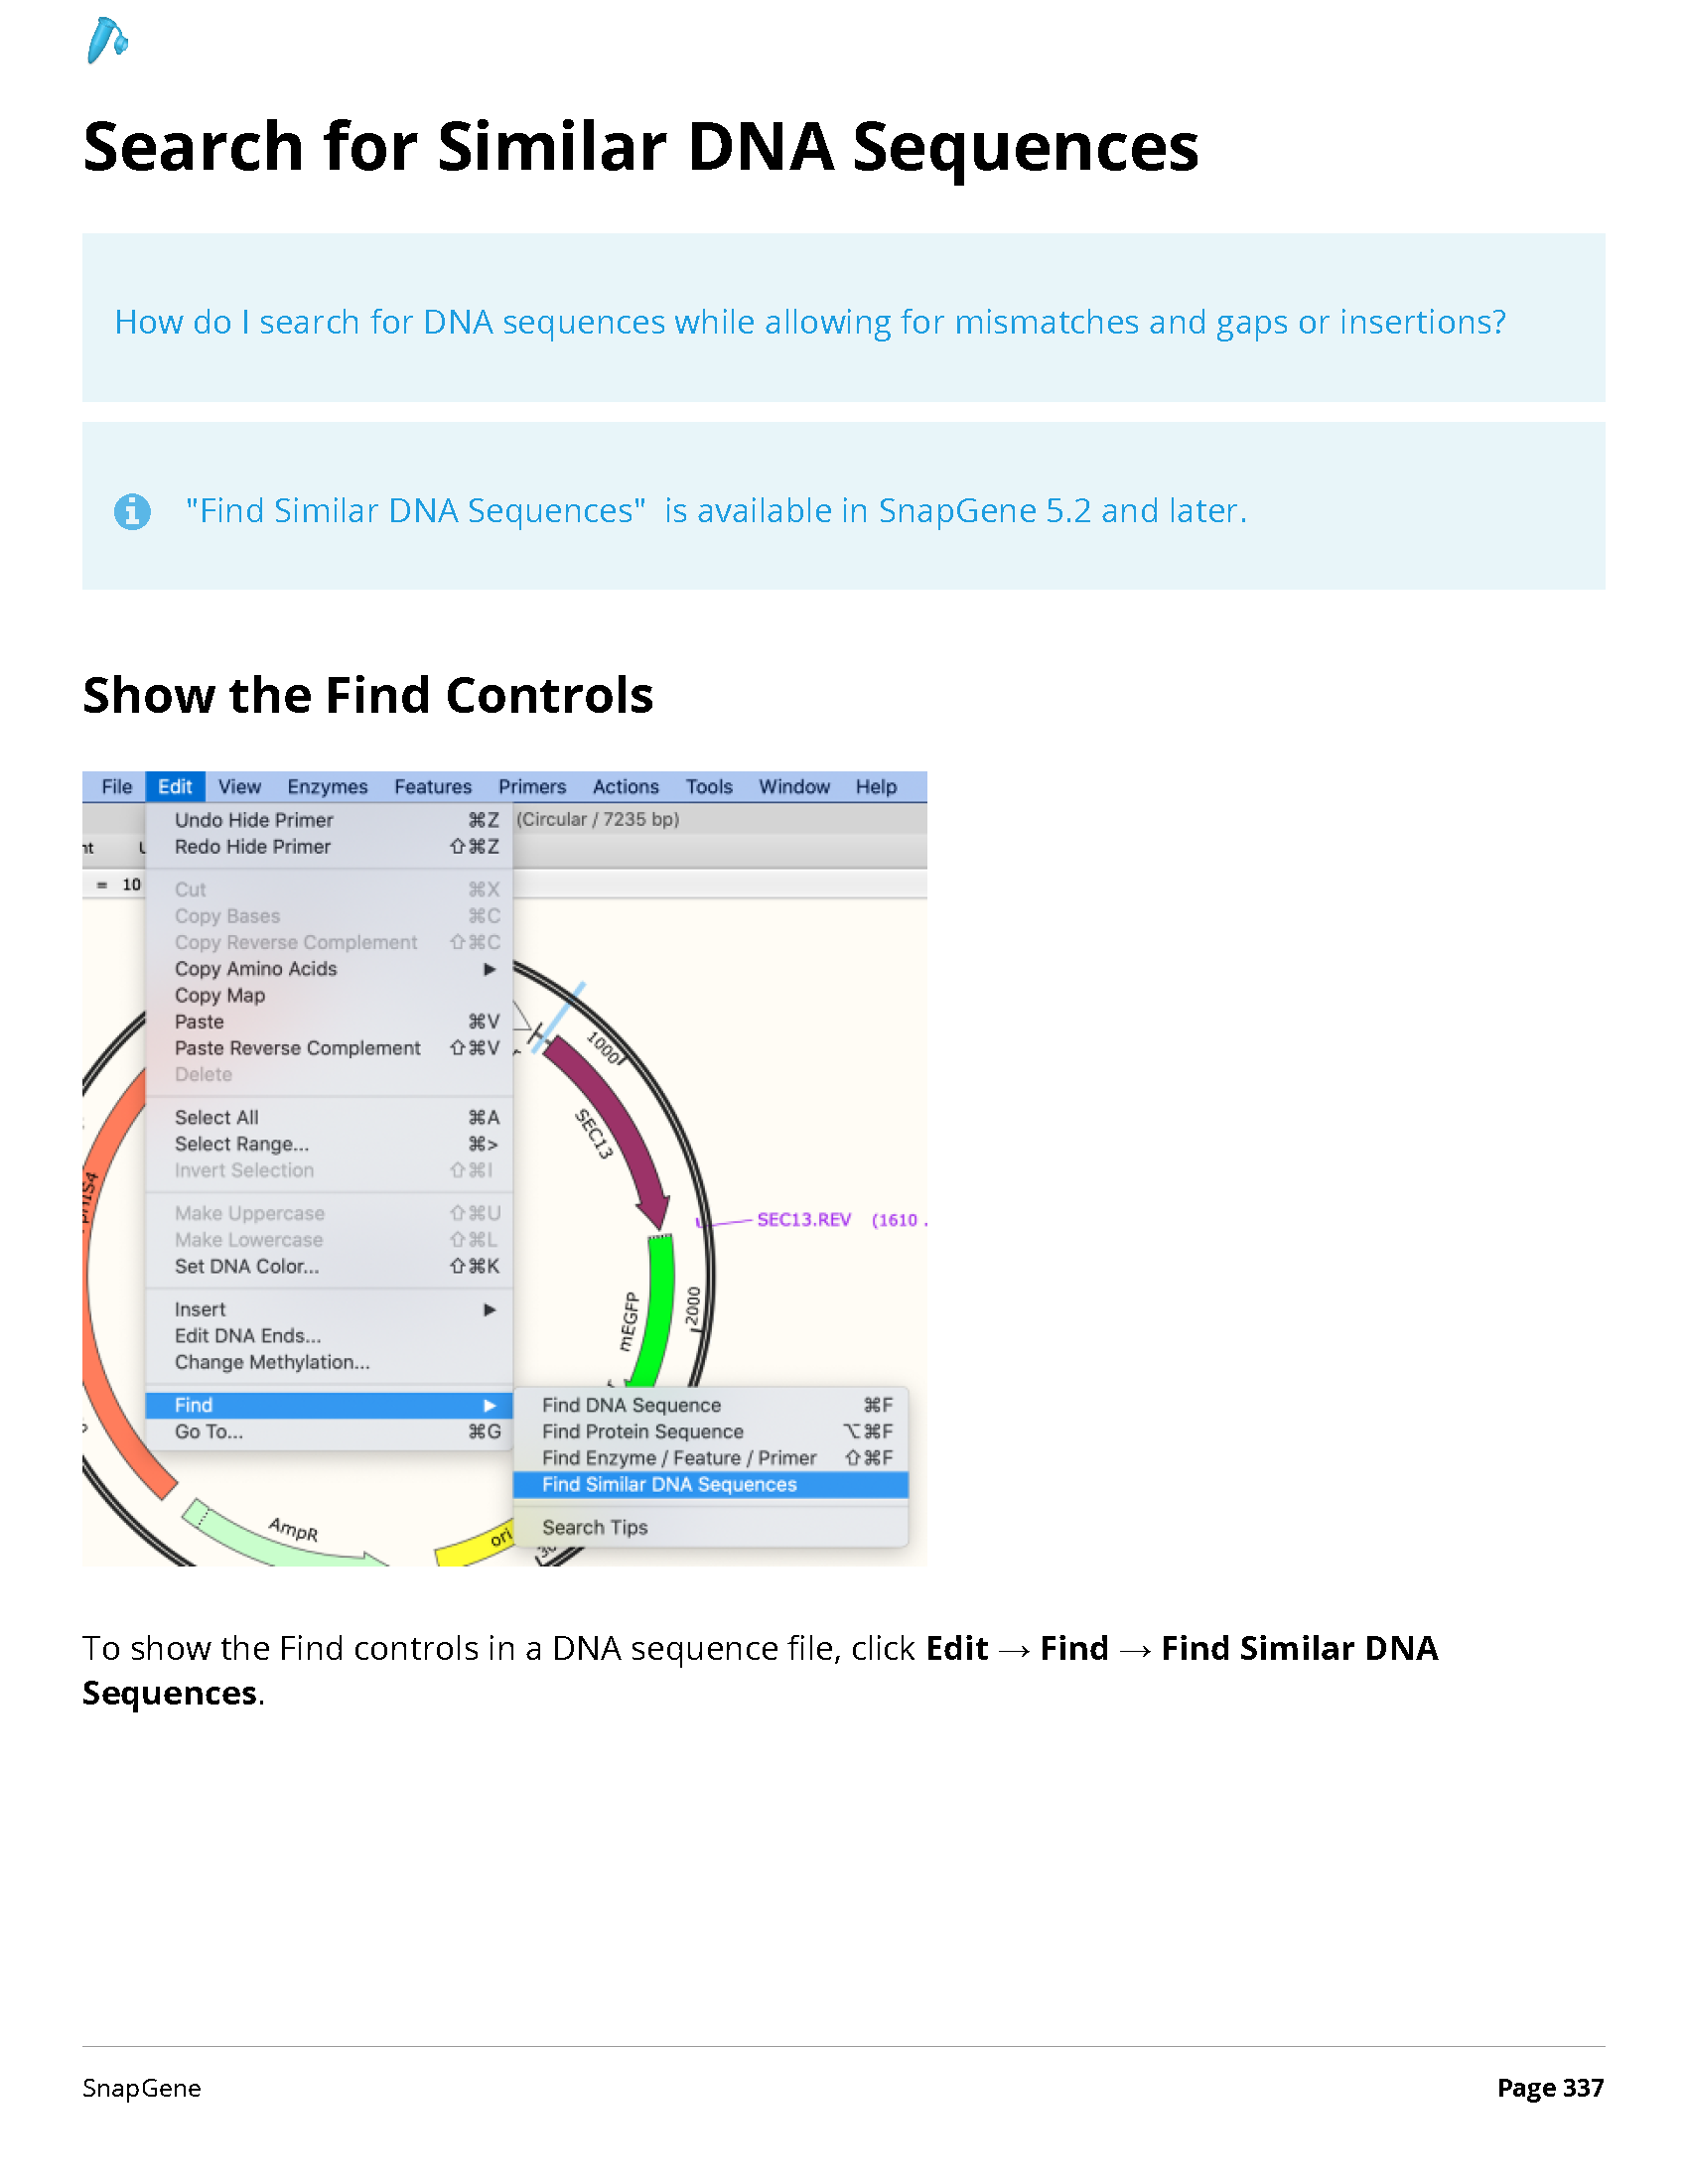 Search for Similar DNA Sequences
How do I search for DNA sequences while allowing for mismatches and gaps or insertions?
"Find Similar DNA Sequences" is available in SnapGene 5.2 and later.
Show the Find Controls
File Edit View Enzymes Features Primers Actions Tools Window Help
Undo Hide Primer ⌘Z
(Circular / 7235 bp)
Redo Hide Primer ⇧⌘Z
= 10
Cut ⌘X
Copy Bases ⌘C
Copy Reverse Complement ⇧⌘C
Copy Amino Acids ▶
Copy Map
Paste ⌘V
Paste Reverse Complement ⇧⌘V
Delete
Select All ⌘A
Select Range... ⌘>
Invert Selection ⇧⌘I
Make Uppercase ⇧⌘U
Make Lowercase ⇧⌘L
Set DNA Color... ⇧⌘K
Insert ▶
Edit DNA Ends...
Change Methylation...
Find ▶
Go To... ⌘G
Find DNA Sequence ⌘F
Find Protein Sequence ⌥⌘F
Find Enzyme / Feature / Primer ⇧⌘F
Find Similar DNA Sequences
Search Tips
1000
SEC13
SEC13.REV (1610 .
2000
mEGFP
AmpR
ori
To show the Find controls in a DNA sequence file, click Edit → Find → Find Similar DNA
Sequences.
SnapGene
Page 337